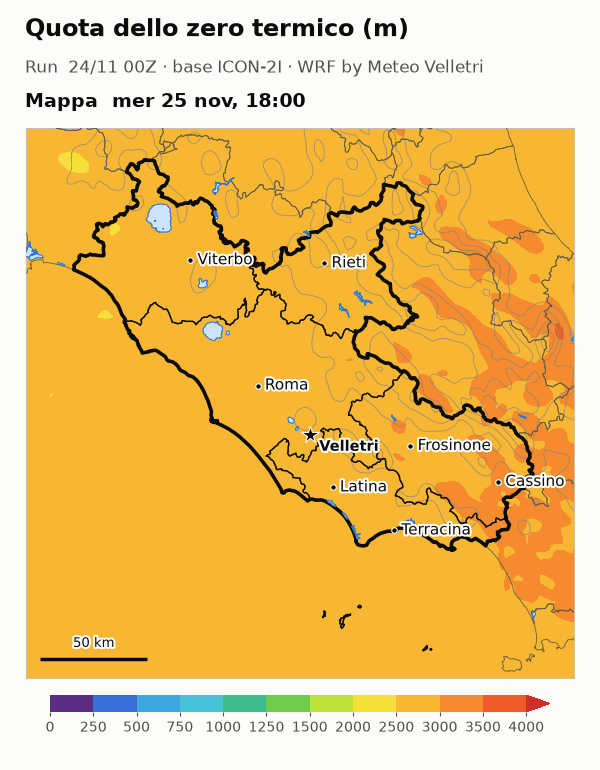 Quota dello zero termico (m)
Run  24/11 00Z · base ICON-2I · WRF by Meteo Velletri
Mappa  mer 25 nov, 18:00
Viterbo
Rieti
Roma
Velletri
Frosinone
Latina
Cassino
Terracina
50 km
0 250 500 750 1000 1250 1500 2000 2500 3000 3500 4000